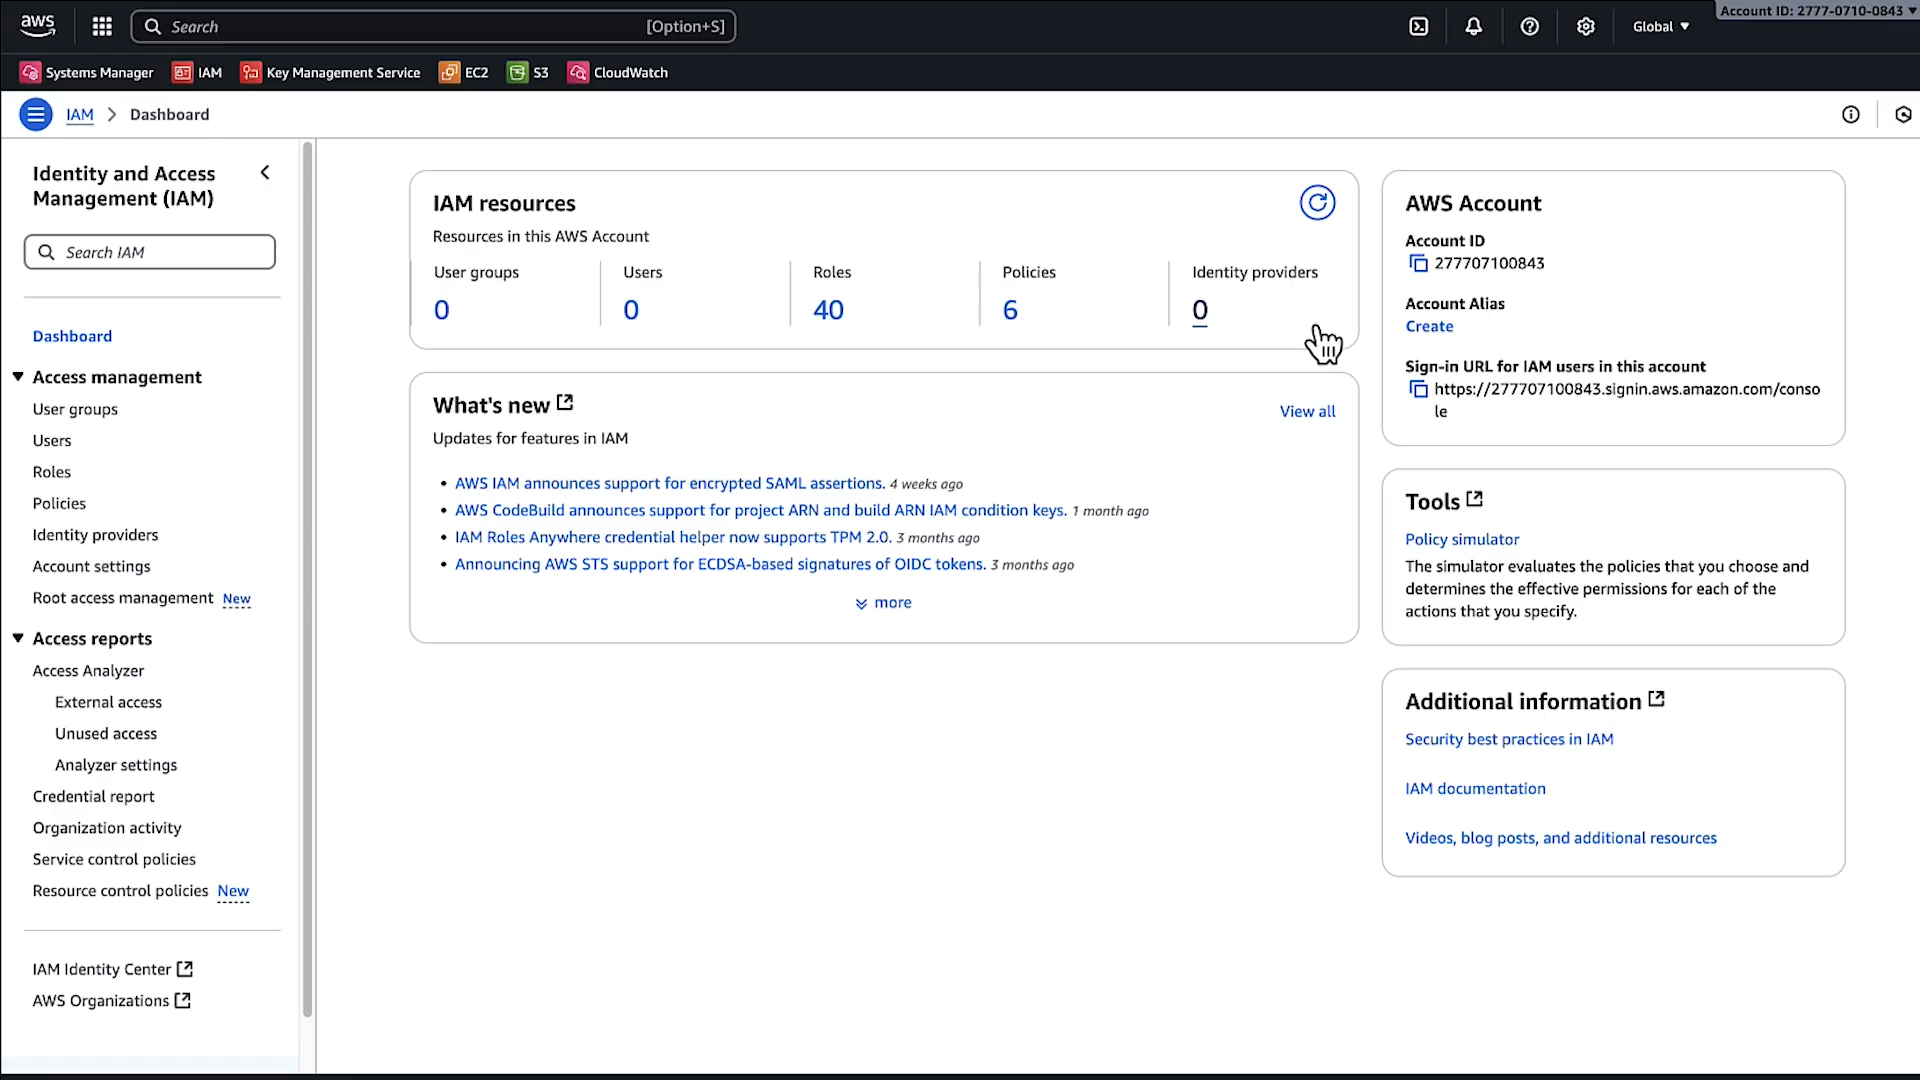 aws
Search
[Option+S]
Global
Account ID: 2777-0710-0843
Systems Manager
IAM
Key Management Service
EC2
S3
CloudWatch
IAM
Dashboard
Identity and Access
Management (IAM)
Search IAM
Dashboard
Access management
User groups
Users
Roles
Policies
Identity providers
Account settings
Root access management New
Access reports
Access Analyzer
External access
Unused access
Analyzer settings
Credential report
Organization activity
Service control policies
Resource control policies New
IAM Identity Center
AWS Organizations
IAM resources
Resources in this AWS Account
User groups
0
Users
0
Roles
40
Policies
6
Identity providers
0
What's new
View all
Updates for features in IAM
• AWS IAM announces support for encrypted SAML assertions. 4 weeks ago
• AWS CodeBuild announces support for project ARN and build ARN IAM condition keys. 1 month ago
• IAM Roles Anywhere credential helper now supports TPM 2.0. 3 months ago
• Announcing AWS STS support for ECDSA-based signatures of OIDC tokens. 3 months ago
more
AWS Account
Account ID
277707100843
Account Alias
Create
Sign-in URL for IAM users in this account
https://277707100843.signin.aws.amazon.com/conso
le
Tools
Policy simulator
The simulator evaluates the policies that you choose and
determines the effective permissions for each of the
actions that you specify.
Additional information
Security best practices in IAM
IAM documentation
Videos, blog posts, and additional resources